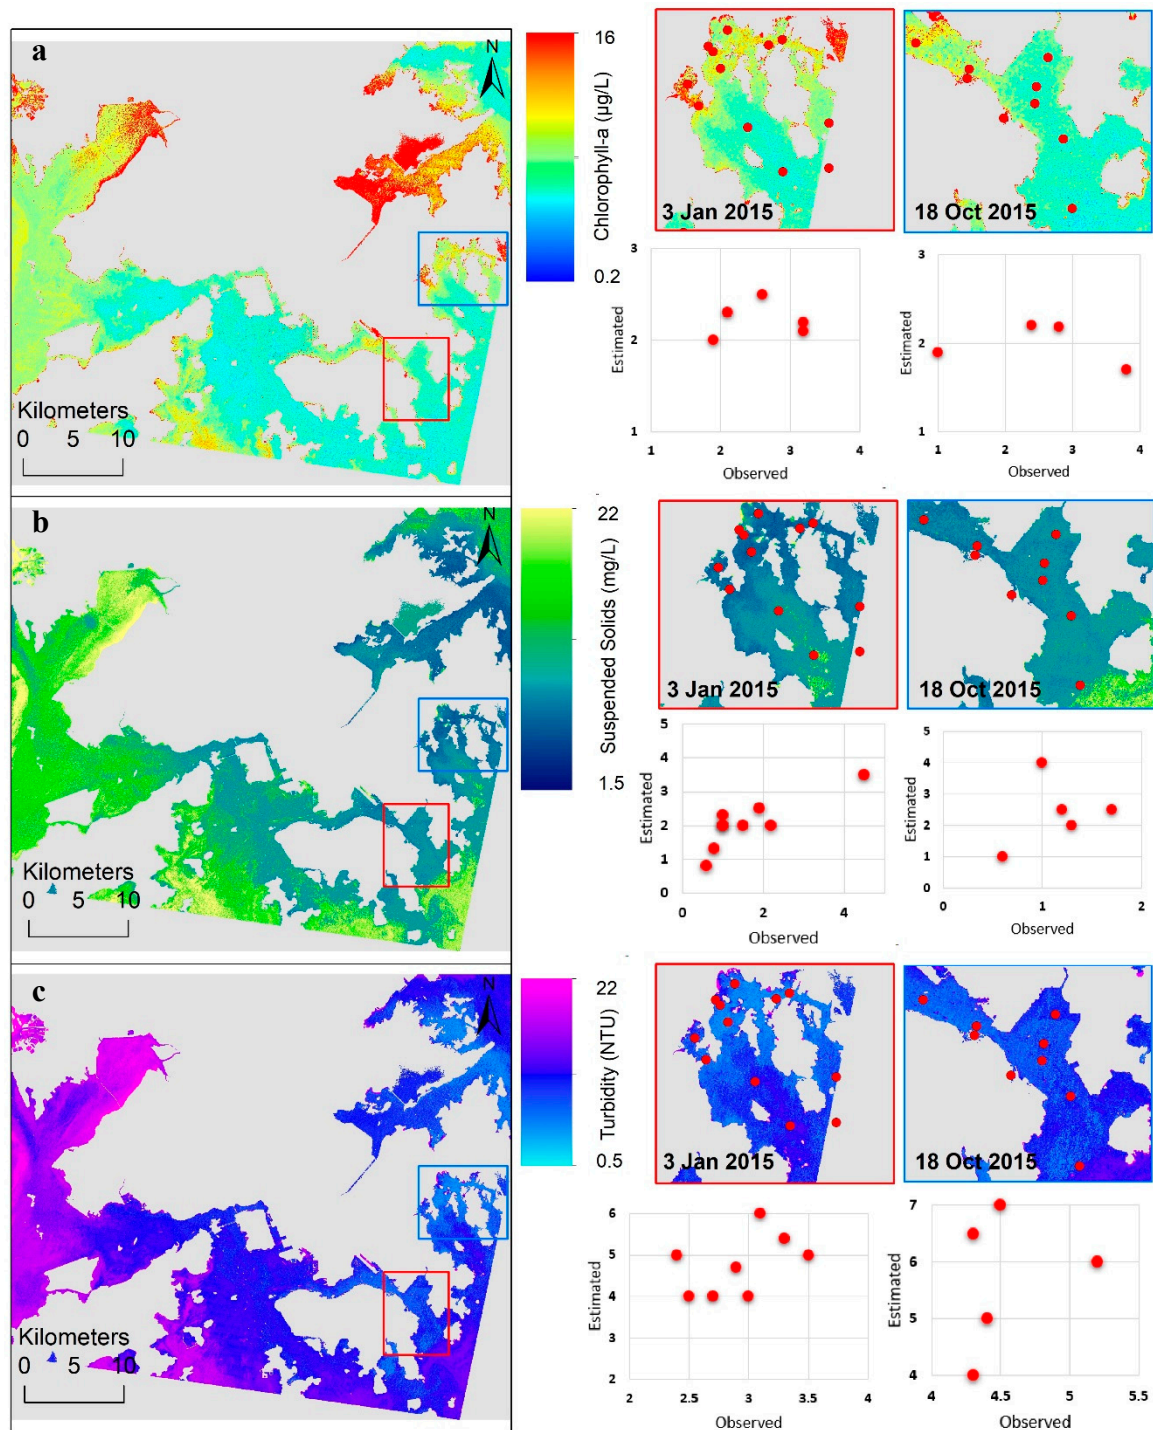 a
N
Kilometers
0 5 10
16
Chlorophyll-a (µg/L)
0.2
3 Jan 2015
18 Oct 2015
3
2
1
Estimated
1 2 3 4
Observed
3
2
1
Estimated
1 2 3 4
Observed
b
N
Kilometers
0 5 10
22
Suspended Solids (mg/L)
1.5
3 Jan 2015
18 Oct 2015
5
4
3
2
1
0
Estimated
0 2 4
Observed
5
4
3
2
1
0
Estimated
0 1 2
Observed
c
N
Kilometers
0 5 10
22
Turbidity (NTU)
0.5
3 Jan 2015
18 Oct 2015
6
5
4
3
2
Estimated
2 2.5 3 3.5 4
Observed
7
6
5
4
Estimated
4 4.5 5 5.5
Observed